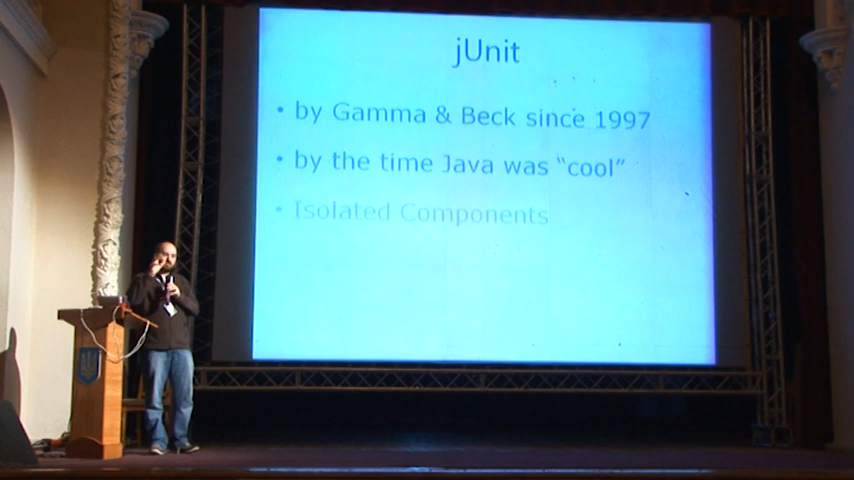 jUnit
• by Gamma & Beck since 1997
• by the time Java was “cool”
• Isolated Components